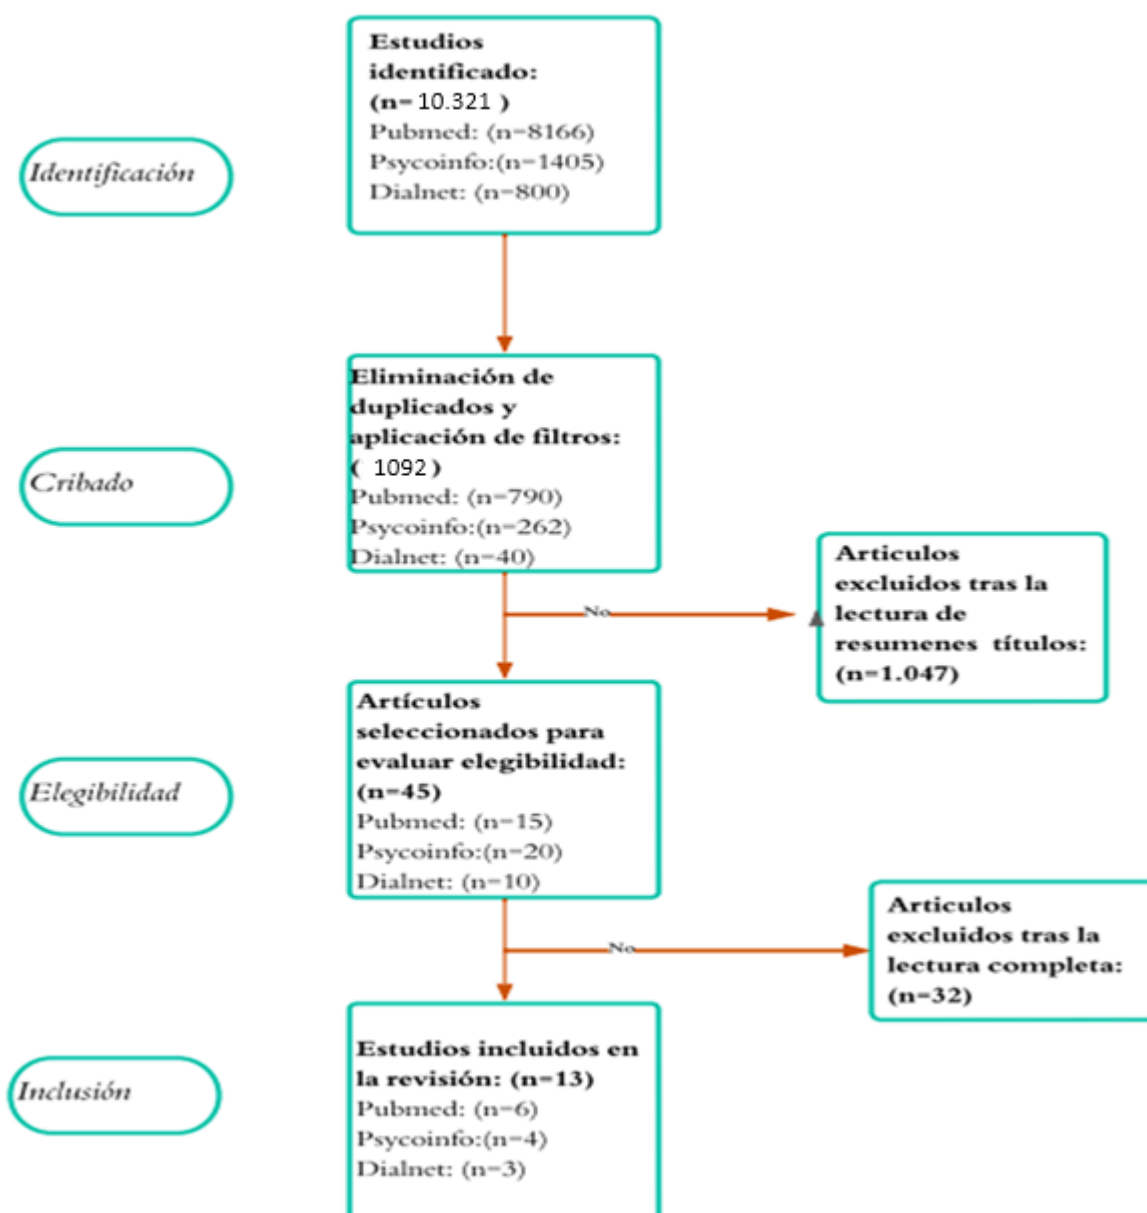 Estudios
identificado:
(n= 10.321 )
Pubmed: (n=8166)
Psycoinfo:(n=1405)
Dialnet: (n=800)
Identificación
Eliminación de
duplicados y
aplicación de filtros:
( 1092 )
Pubmed: (n=790)
Psycoinfo:(n=262)
Dialnet: (n=40)
Cribado
No
Articulos
excluidos tras la
lectura de
resumenes títulos:
(n=1.047)
Artículos
seleccionados para
evaluar elegibilidad:
(n=45)
Pubmed: (n=15)
Psycoinfo:(n=20)
Dialnet: (n=10)
Elegibilidad
No
Articulos
excluidos tras la
lectura completa:
(n=32)
Estudios incluidos en
la revisión: (n=13)
Pubmed: (n=6)
Psycoinfo:(n=4)
Dialnet: (n=3)
Inclusión